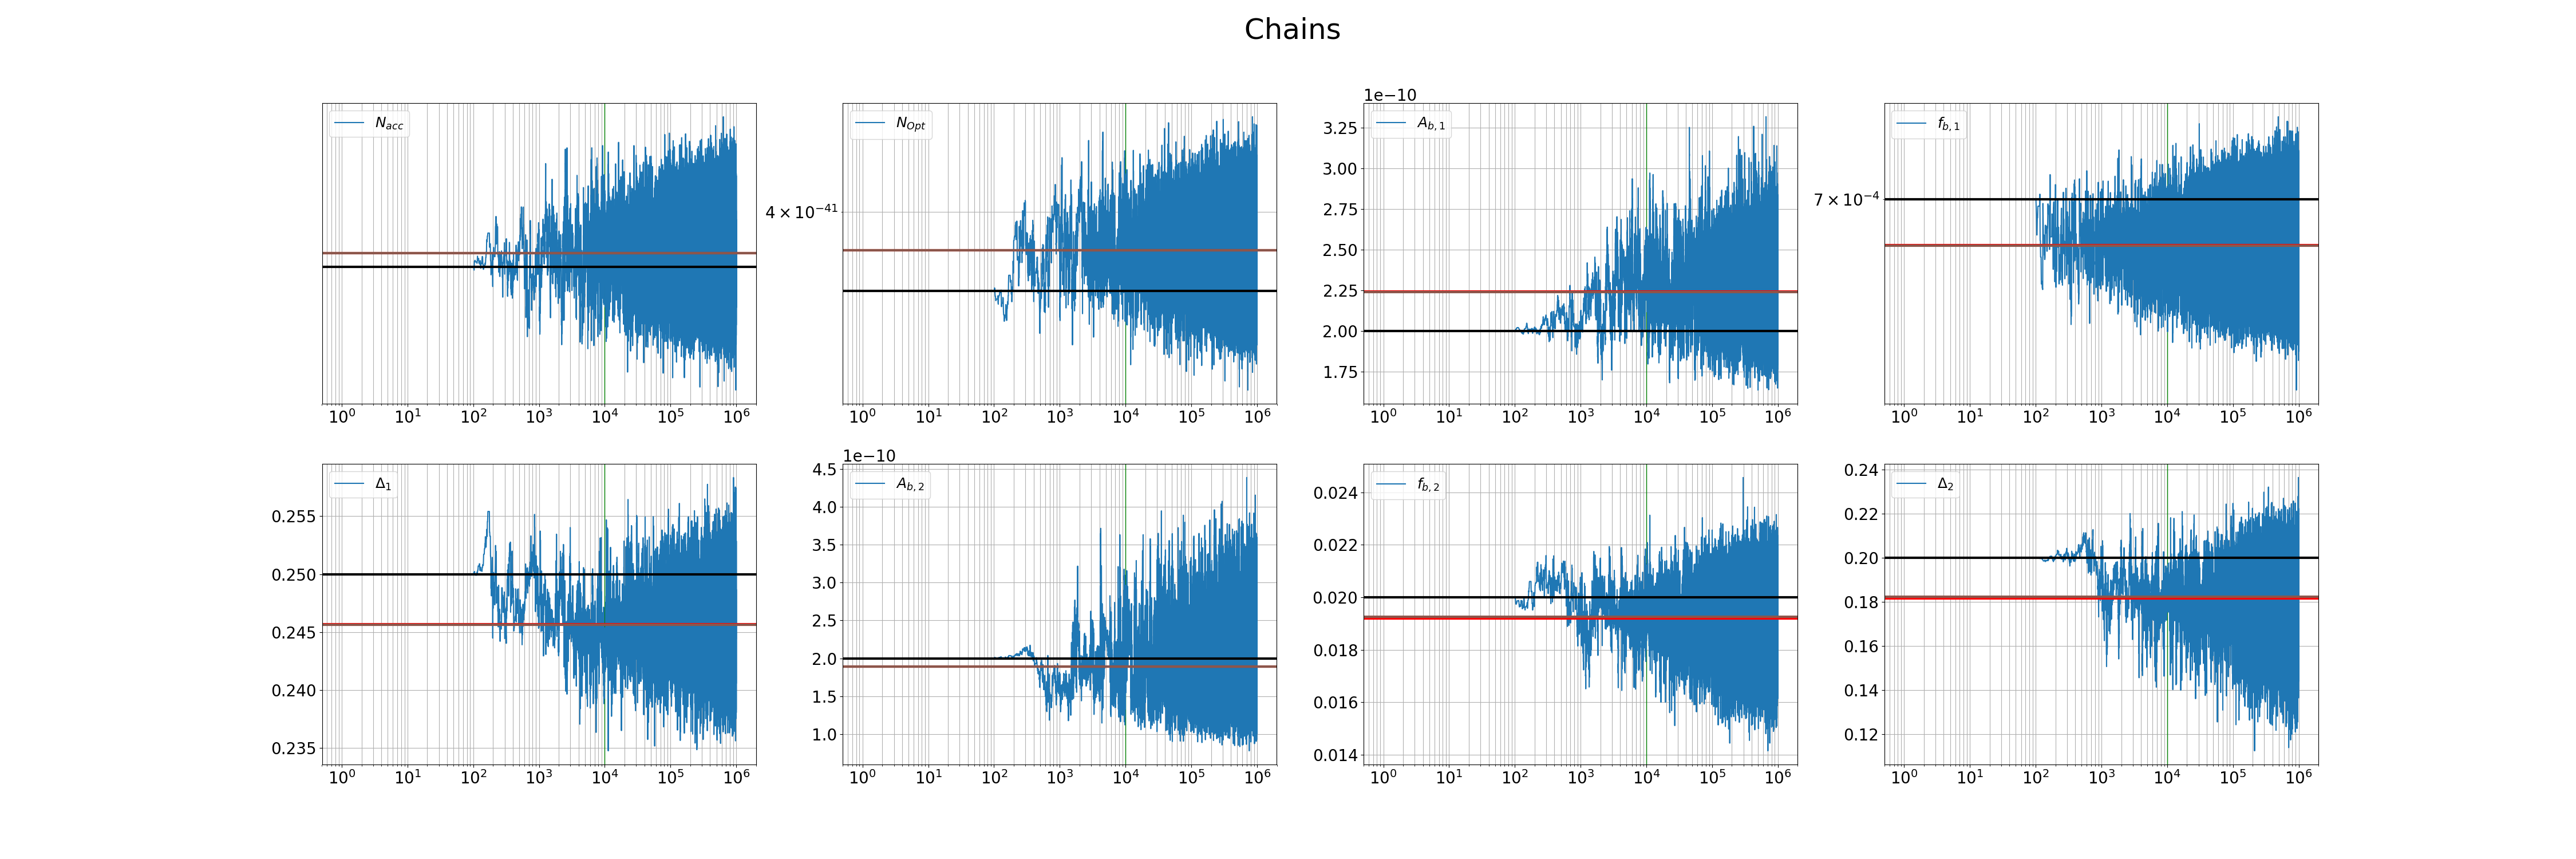 Chains
N_acc
10^0 10^1 10^2 10^3 10^4 10^5 10^6
4 × 10^−41
N_Opt
10^0 10^1 10^2 10^3 10^4 10^5 10^6
1e−10
A_b,1
3.25
3.00
2.75
2.50
2.25
2.00
1.75
10^0 10^1 10^2 10^3 10^4 10^5 10^6
7 × 10^−4
f_b,1
10^0 10^1 10^2 10^3 10^4 10^5 10^6
Δ_1
0.255
0.250
0.245
0.240
0.235
10^0 10^1 10^2 10^3 10^4 10^5 10^6
1e−10
A_b,2
4.5
4.0
3.5
3.0
2.5
2.0
1.5
1.0
10^0 10^1 10^2 10^3 10^4 10^5 10^6
f_b,2
0.024
0.022
0.020
0.018
0.016
0.014
10^0 10^1 10^2 10^3 10^4 10^5 10^6
Δ_2
0.24
0.22
0.20
0.18
0.16
0.14
0.12
10^0 10^1 10^2 10^3 10^4 10^5 10^6